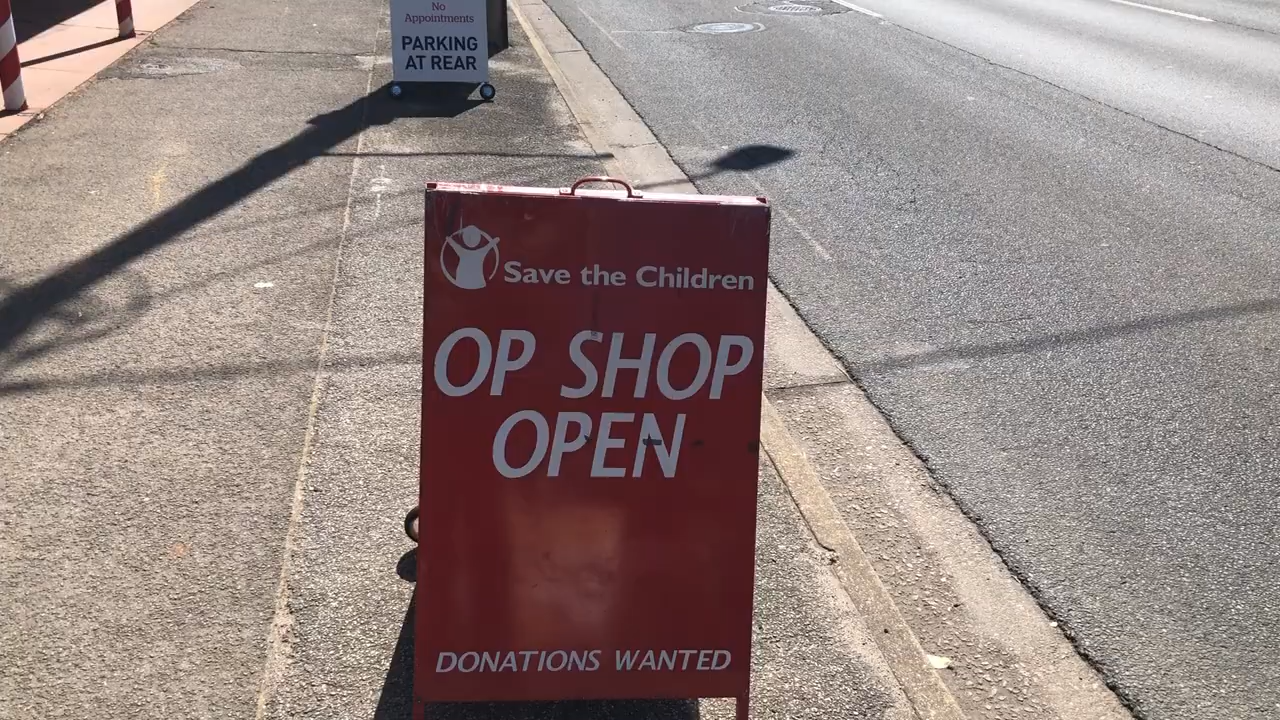 No
Appointments
PARKING
AT REAR
Save the Children
OP SHOP
OPEN
DONATIONS WANTED